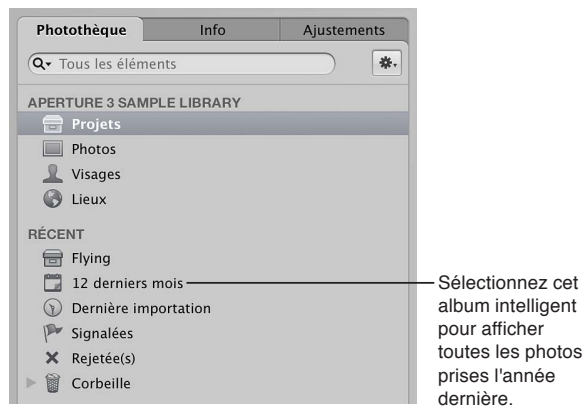 Photothèque Info Ajustements
Tous les éléments
APERTURE 3 SAMPLE LIBRARY
Projets
Photos
Visages
Lieux
RÉCENT
Flying
12 derniers mois
Dernière importation
Signalées
Rejetée(s)
Corbeille
Sélectionnez cet
album intelligent
pour afficher
toutes les photos
prises l'année
dernière.